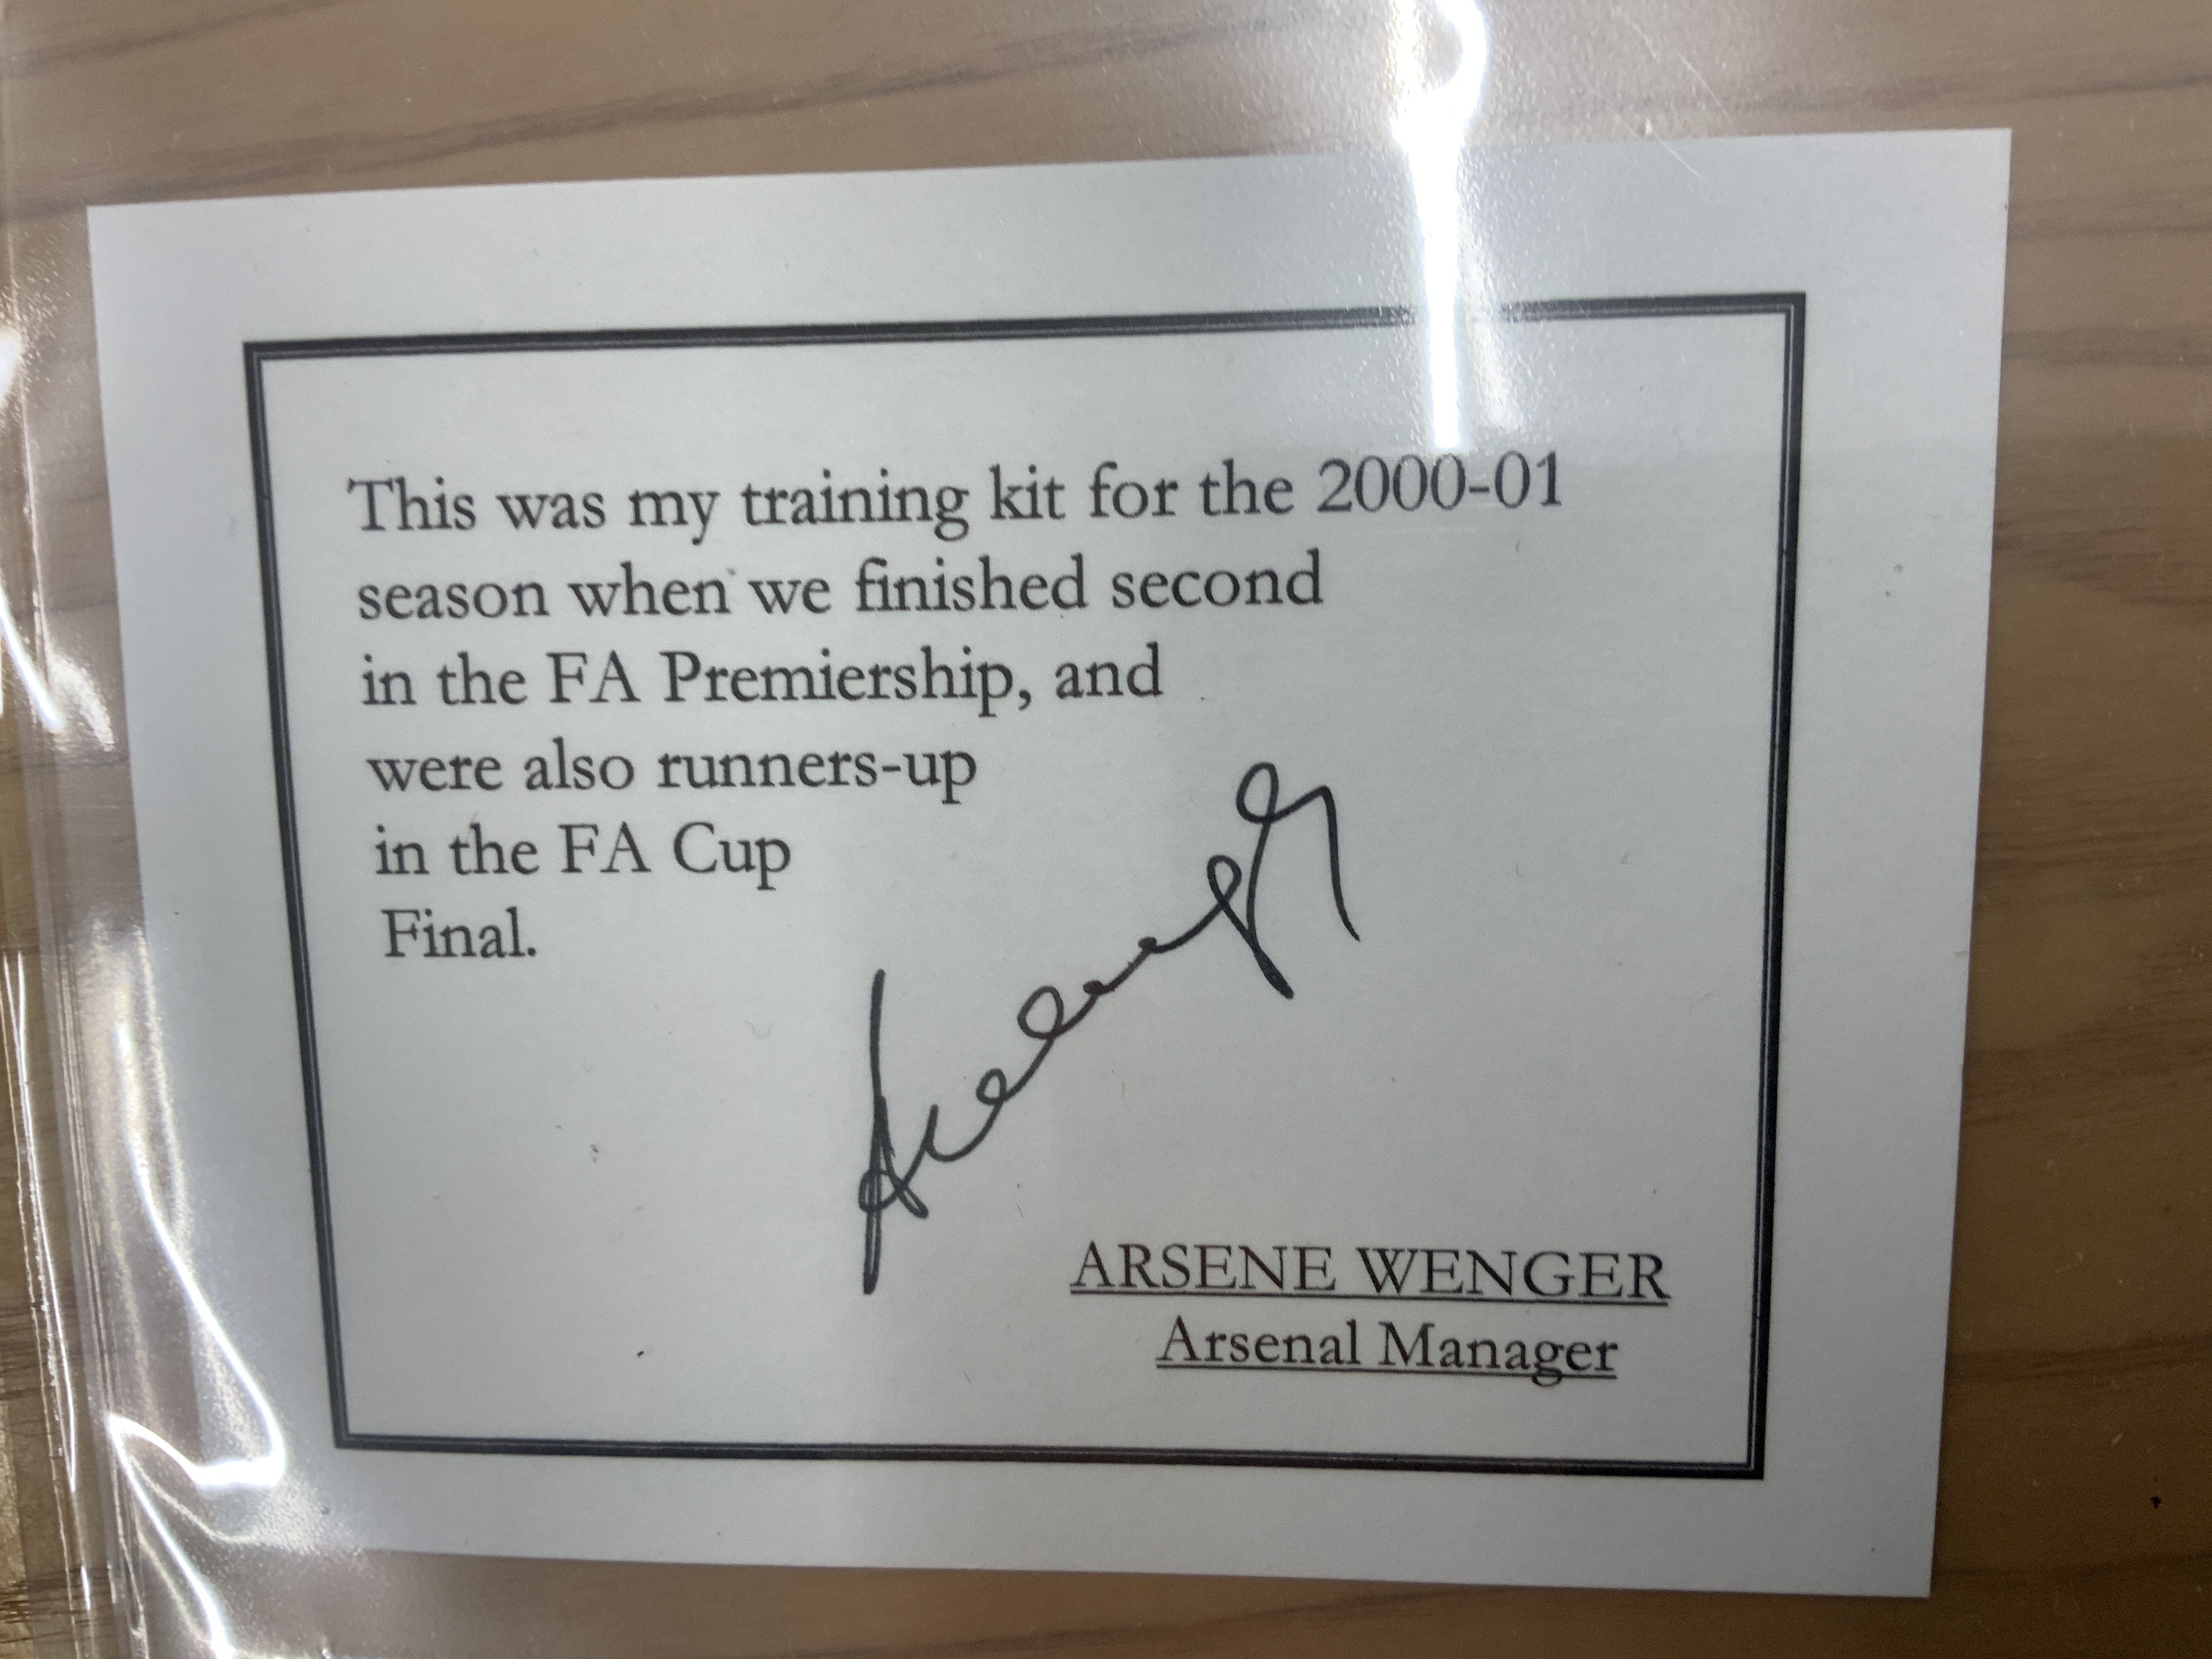 This was my training kit for the 2000-01
season when we finished second
in the FA Premiership, and
were also runners-up
in the FA Cup
Final.
ARSENE WENGER
Arsenal Manager